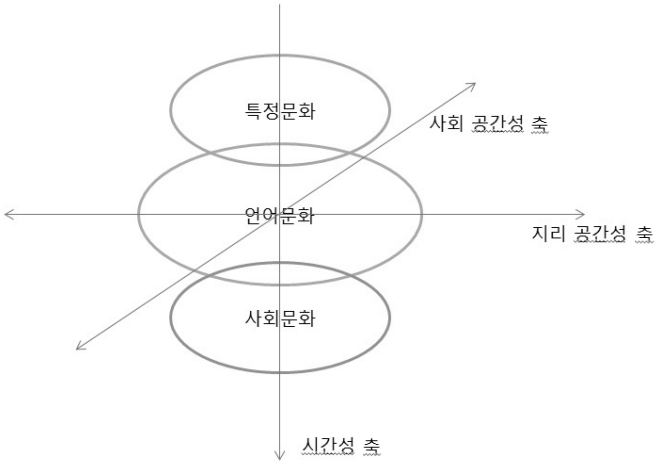 특정문화
사회 공간성 축
언어문화
지리 공간성 축
사회문화
시간성 축